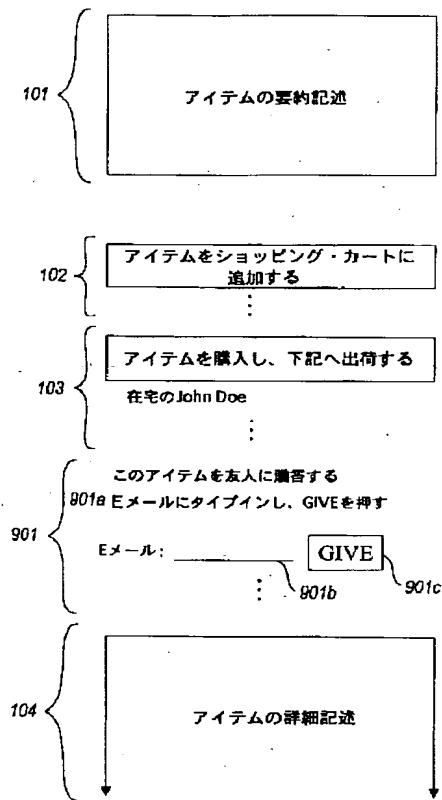 101
アイテムの要約記述
102
アイテムをショッピング・カートに
追加する
103
アイテムを購入し、下記へ出荷する
在宅のJohn Doe
このアイテムを友人に贈答する
901a Eメールにタイプインし、GIVEを押す
901
Eメール:
GIVE
901b
901c
104
アイテムの詳細記述